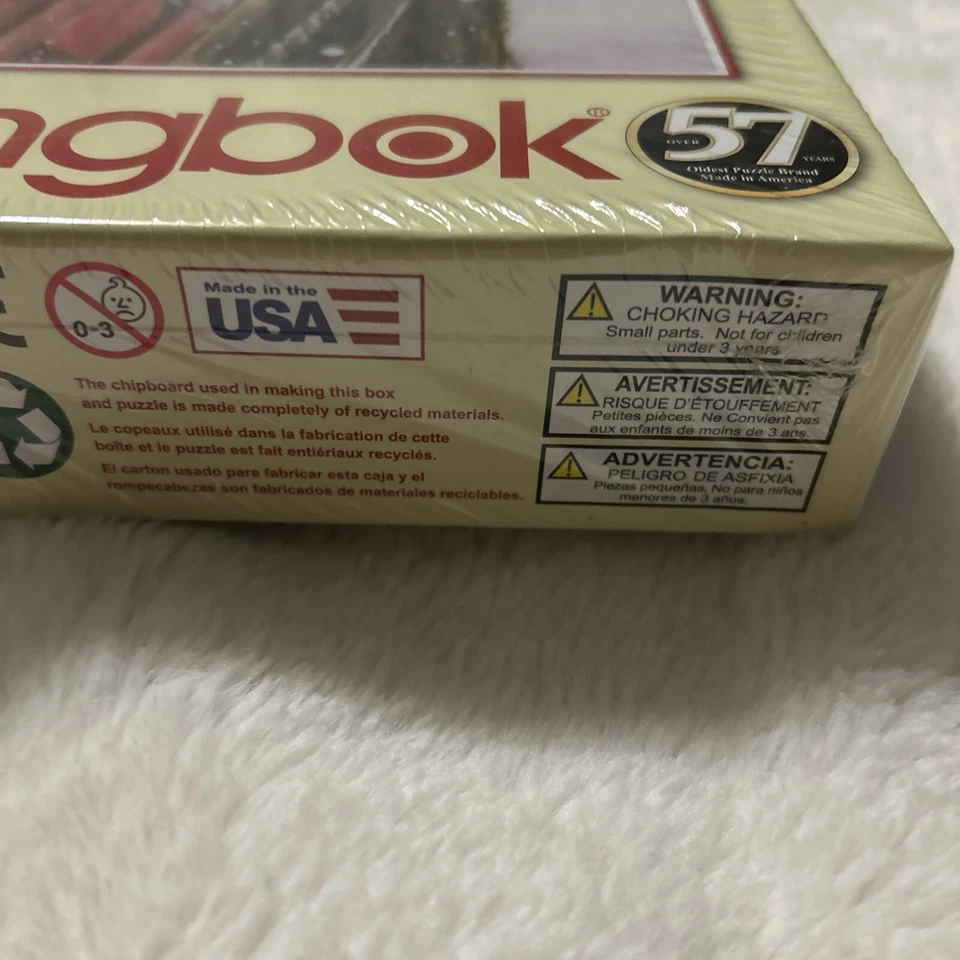 ngbok®
OVER 57 YEARS
Oldest Puzzle Brand
Made in America
0-3
Made in the
USA
The chipboard used in making this box
and puzzle is made completely of recycled materials.
Le copeaux utilisé dans la fabrication de cette
boîte et le puzzle est fait entiériaux recyclés.
El carton usado para fabricar esta caja y el
rompecabezas son fabricados de materiales reciclables.
WARNING:
CHOKING HAZARD
Small parts. Not for children
under 3 years
AVERTISSEMENT:
RISQUE D'ÉTOUFFEMENT
Petites pièces. Ne Convient pas
aux enfants de moins de 3 ans.
ADVERTENCIA:
PELIGRO DE ASFIXIA
Piezas pequeñas. No para niños
menores de 3 años.